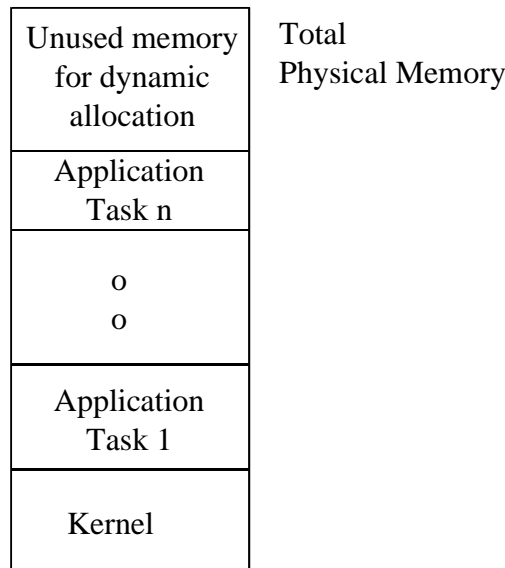 Unused memory
for dynamic
allocation
Total
Physical Memory
Application
Task n
o
o
Application
Task 1
Kernel